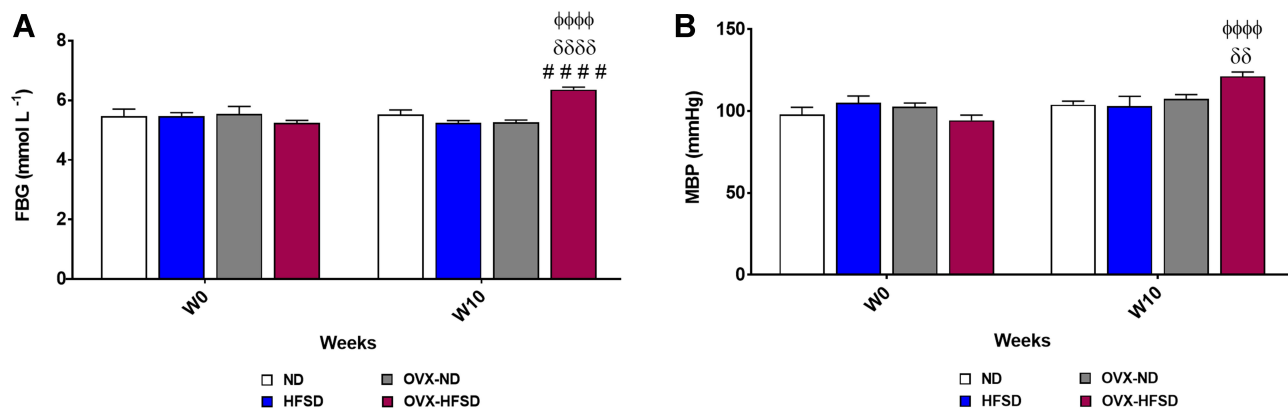 A
ϕϕϕϕ
δδδδ
# # # #
FBG (mmol L -1)
8
6
4
2
0
W0
W10
Weeks
ND
OVX-ND
HFSD
OVX-HFSD
B
ϕϕϕϕ
δδ
MBP (mmHg)
150
100
50
0
W0
W10
Weeks
ND
OVX-ND
HFSD
OVX-HFSD